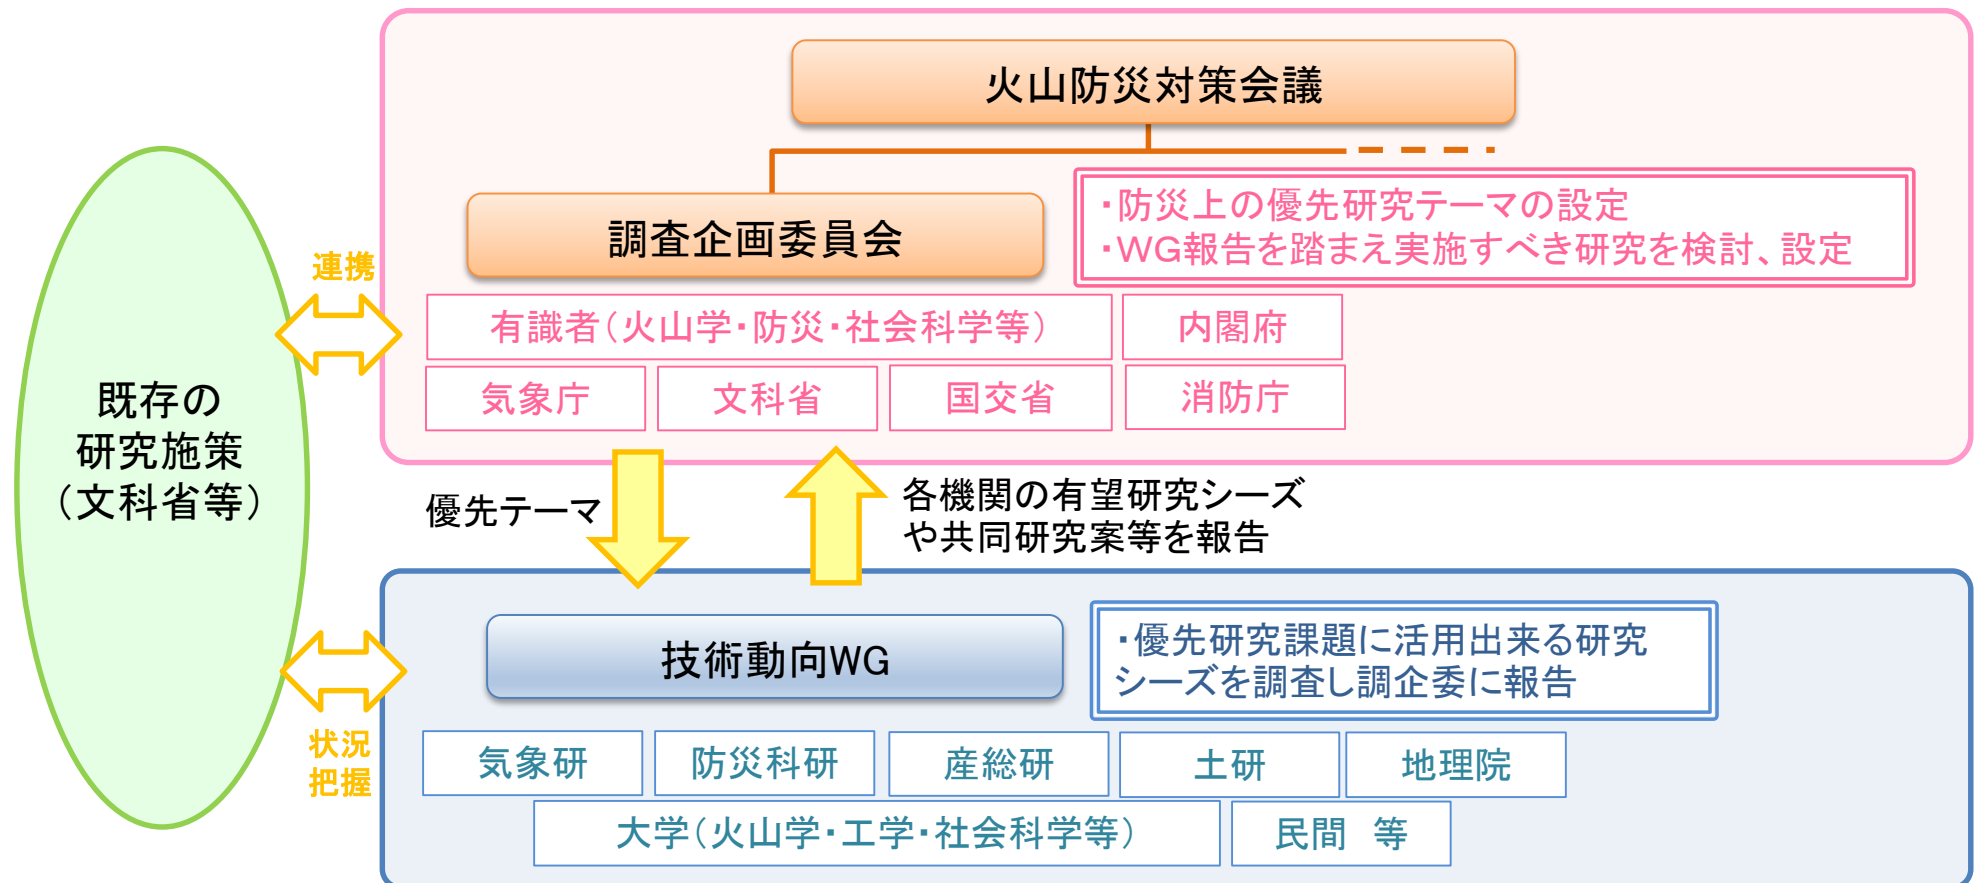 火山防災対策会議
調査企画委員会
・防災上の優先研究テーマの設定
・WG報告を踏まえ実施すべき研究を検討、設定
連携
有識者（火山学・防災・社会科学等）
内閣府
気象庁
文科省
国交省
消防庁
既存の
研究施策
（文科省等）
優先テーマ
各機関の有望研究シーズ
や共同研究案等を報告
技術動向WG
・優先研究課題に活用出来る研究
シーズを調査し調企委に報告
状況
把握
気象研
防災科研
産総研
土研
地理院
大学（火山学・工学・社会科学等）
民間　等